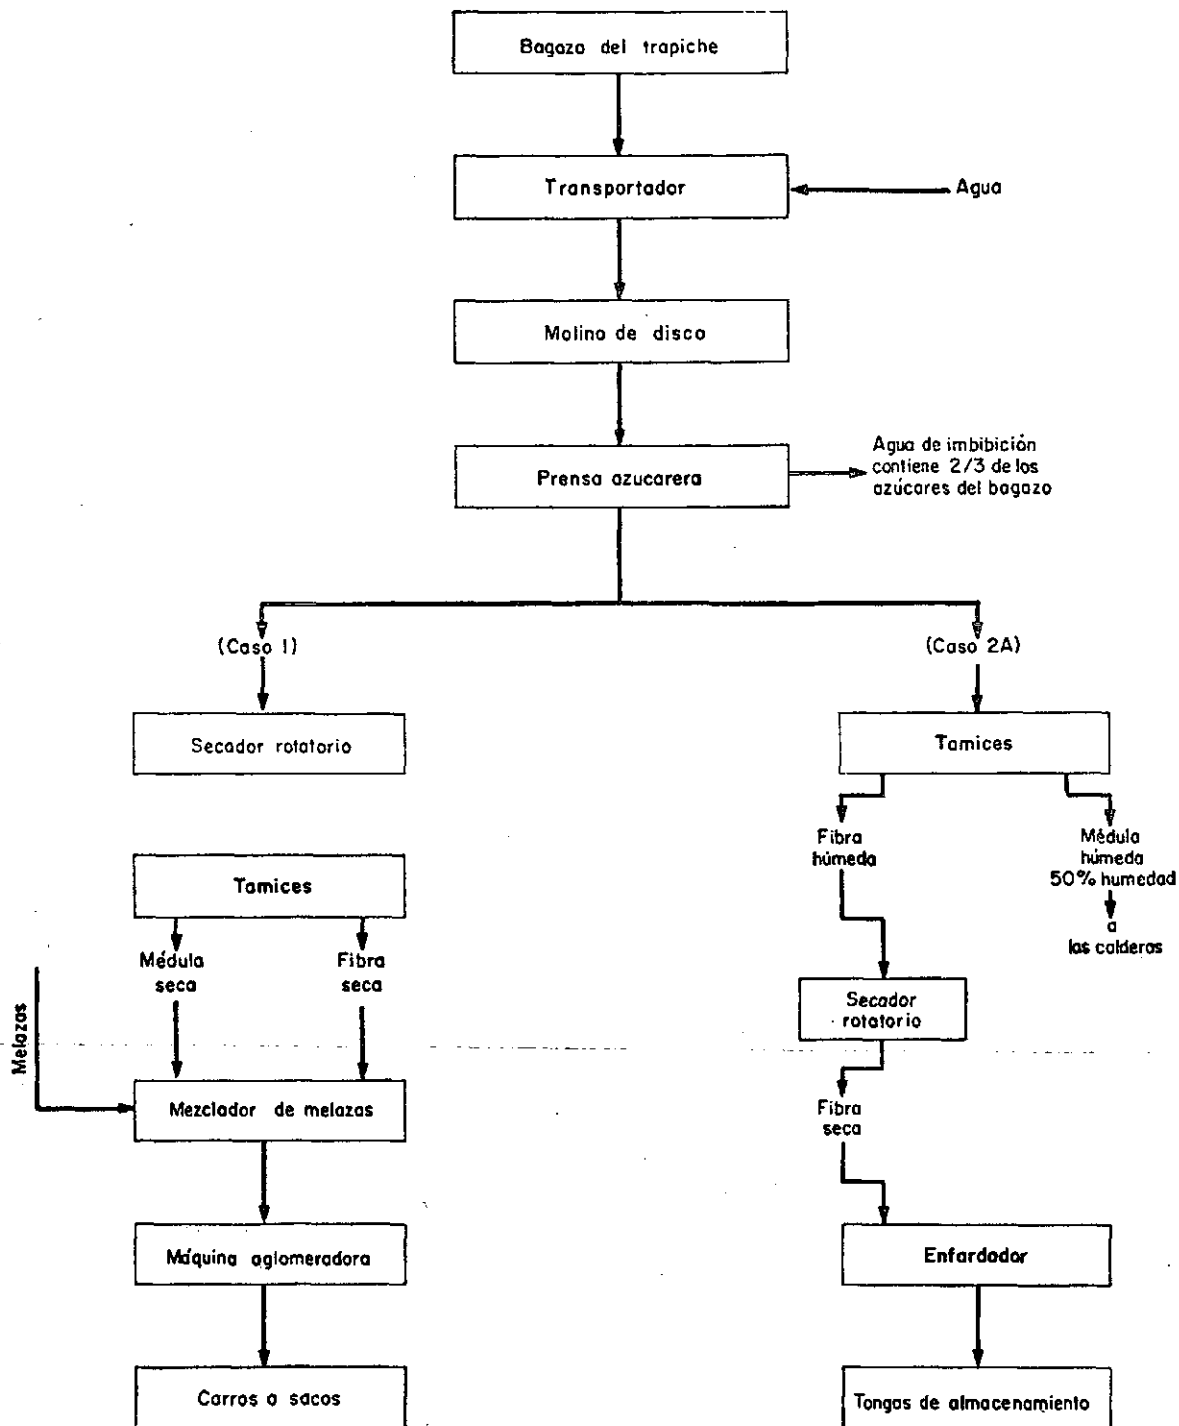 Bagazo del trapiche
Transportador
Agua
Molino de disco
Prensa azucarera
Agua de imbibición
contiene 2/3 de los
azúcares del bagazo
(Caso 1)
Secador rotatorio
Tamices
Médula
seca
Fibra
seca
Melazas
Mezclador de melazas
Máquina aglomeradora
Carros o sacos
(Caso 2A)
Tamices
Fibra
húmeda
Médula
húmeda
50% humedad
a
las calderas
Secador
rotatorio
Fibra
seca
Enfardador
Tongas de almacenamiento